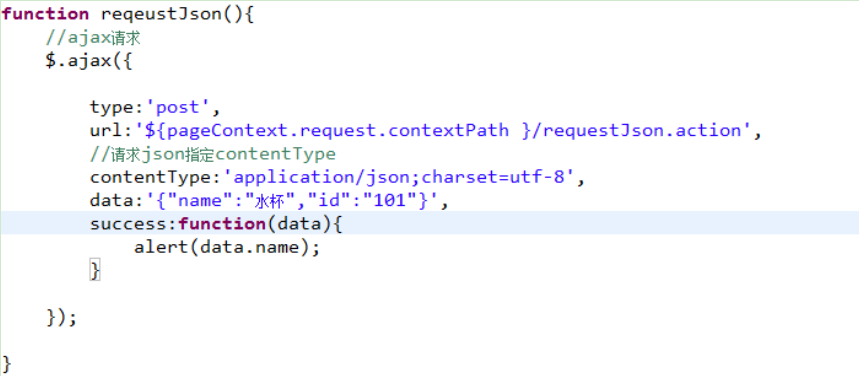 function reqeustJson(){
//ajax请求
$.ajax({
type:'post',
url:'${pageContext.request.contextPath }/requestJson.action',
//请求json指定contentType
contentType:'application/json;charset=utf-8',
data:'{"name":"水杯","id":"101"}',
success:function(data){
alert(data.name);
}
});
}